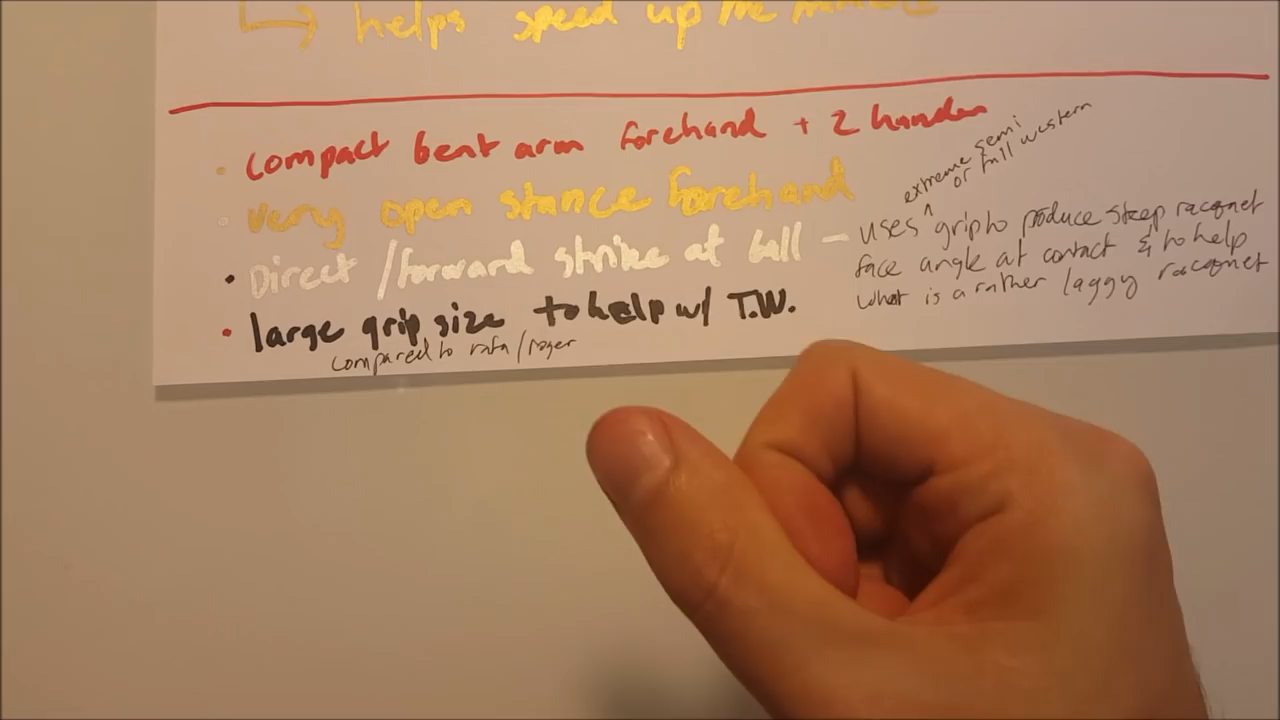 ↳ helps speed up the
• compact bent arm forehand + 2 hander
• very open stance forehand
• Direct /forward strike at ball – uses ^ grip to produce steep racquet
extreme semi
or full western
face angle at contact & to help
what is a rather laggy racquet
• large grip size to help w/ T.W.
compared to rafa/roger